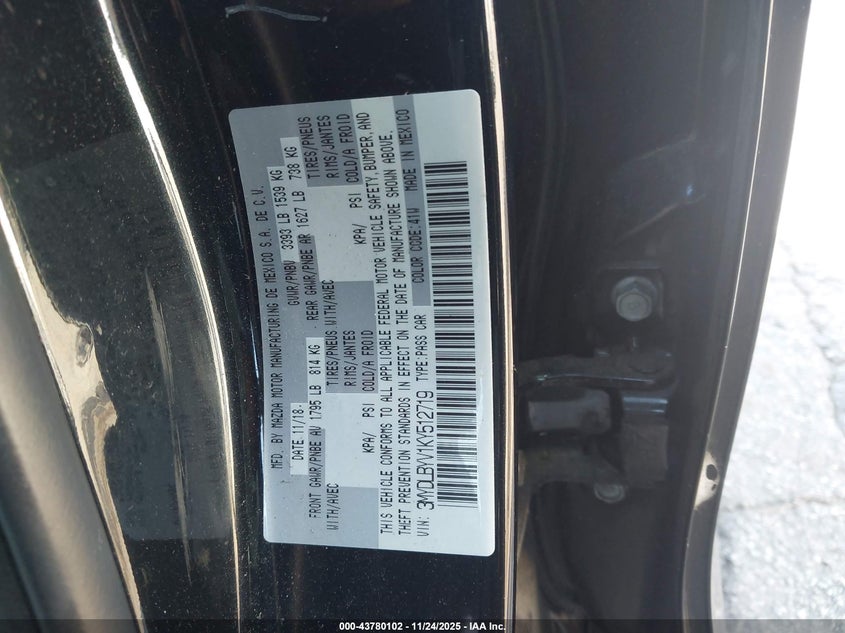 MFD. BY MAZDA MOTOR MANUFACTURING DE MEXICO S.A. DE C.V.
DATE 11/18 GVWR/PNBV 3393 LB 1539 KG
FRONT GAWR/PNBE AV 1795 LB 814 KG REAR GAWR/PNBE AR 1627 LB 738 KG
WITH/AVEC TIRES/PNEUS WITH/AVEC TIRES/PNEUS
RIMS/JANTES RIMS/JANTES
KPA/ PSI COLD/A FROID KPA/ PSI COLD/A FROID
THIS VEHICLE CONFORMS TO ALL APPLICABLE FEDERAL MOTOR VEHICLE SAFETY, BUMPER, AND
THEFT PREVENTION STANDARDS IN EFFECT ON THE DATE OF MANUFACTURE SHOWN ABOVE.
VIN: 3MYDLBYV1KY512719 TYPE:PASS CAR COLOR CODE:41W MADE IN MEXICO
000-43780102 - 11/24/2025 - IAA Inc.